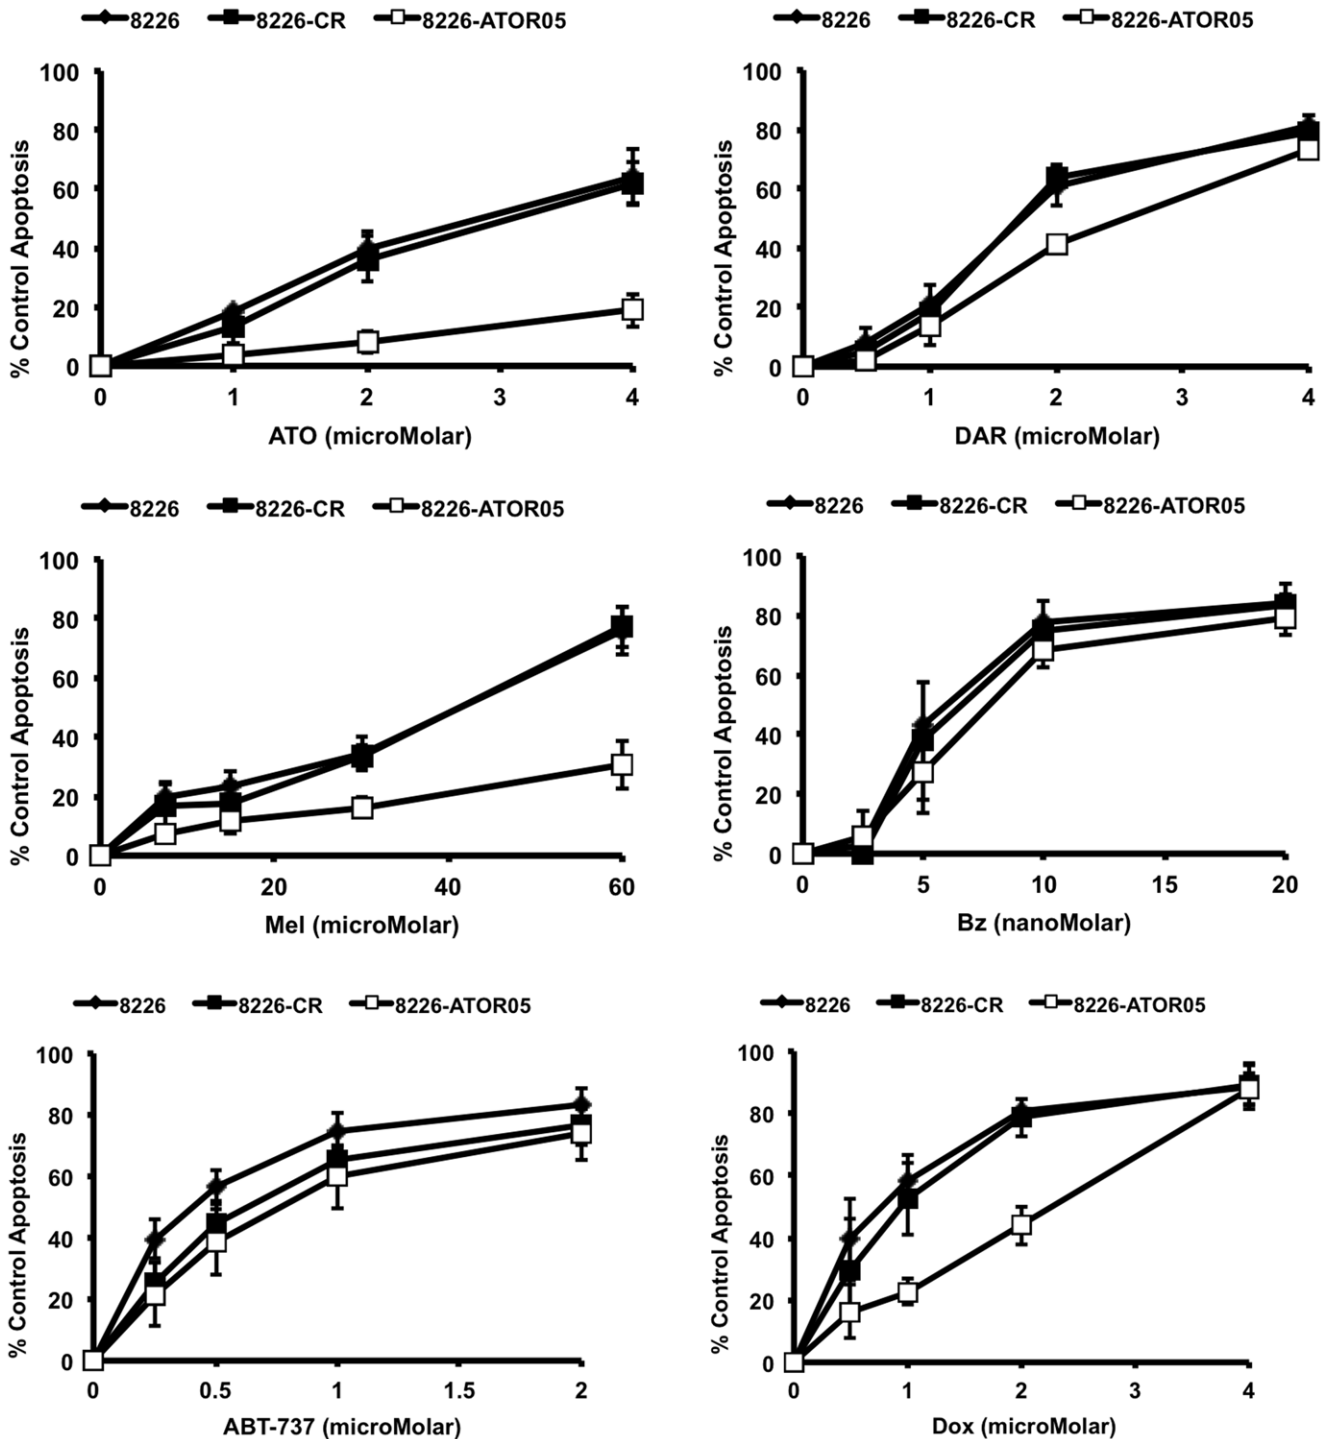 8226 8226-CR 8226-ATOR05
% Control Apoptosis
100
80
60
40
20
0
0 1 2 3 4
ATO (microMolar)
8226 8226-CR 8226-ATOR05
% Control Apoptosis
100
80
60
40
20
0
0 1 2 3 4
DAR (microMolar)
8226 8226-CR 8226-ATOR05
% Control Apoptosis
100
80
60
40
20
0
0 20 40 60
Mel (microMolar)
8226 8226-CR 8226-ATOR05
% Control Apoptosis
100
80
60
40
20
0
0 5 10 15 20
Bz (nanoMolar)
8226 8226-CR 8226-ATOR05
% Control Apoptosis
100
80
60
40
20
0
0 0.5 1 1.5 2
ABT-737 (microMolar)
8226 8226-CR 8226-ATOR05
% Control Apoptosis
100
80
60
40
20
0
0 1 2 3 4
Dox (microMolar)